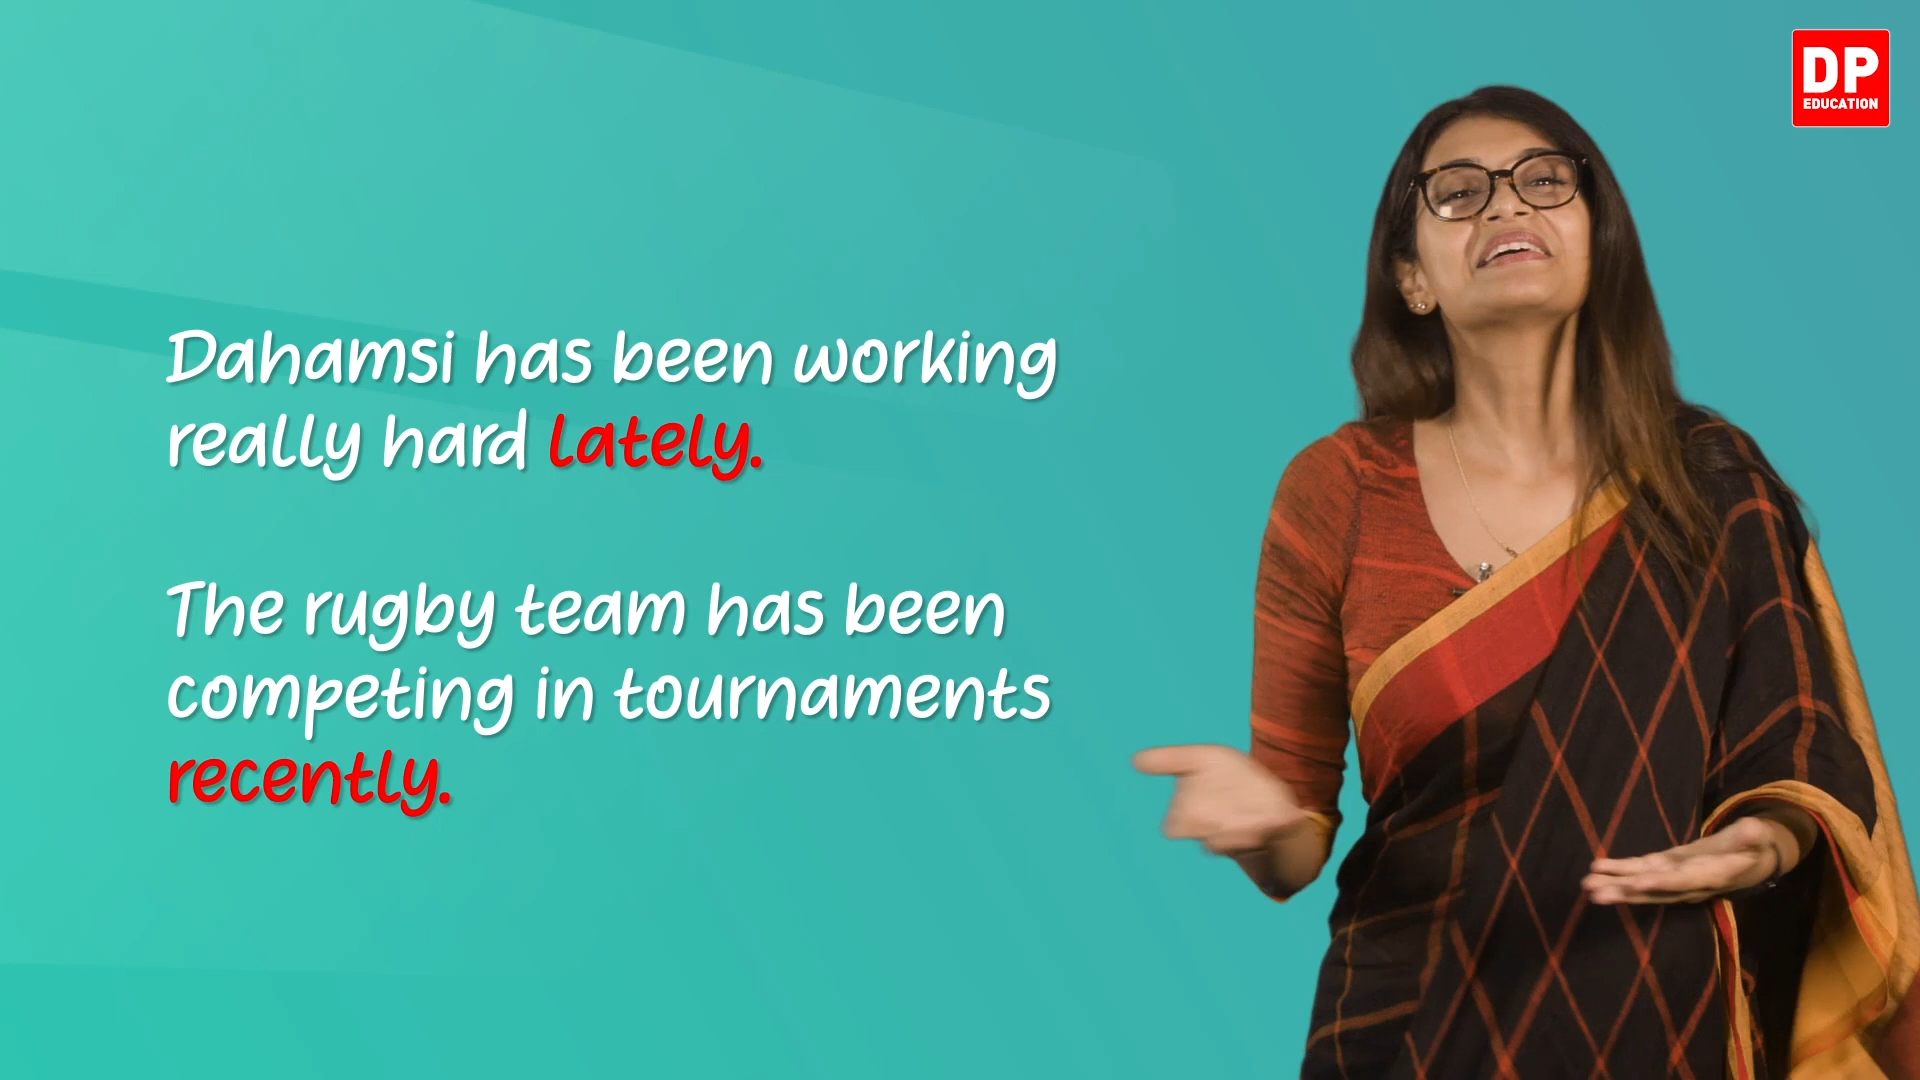 DP
EDUCATION
Dahamsi has been working
really hard lately.
The rugby team has been
competing in tournaments
recently.